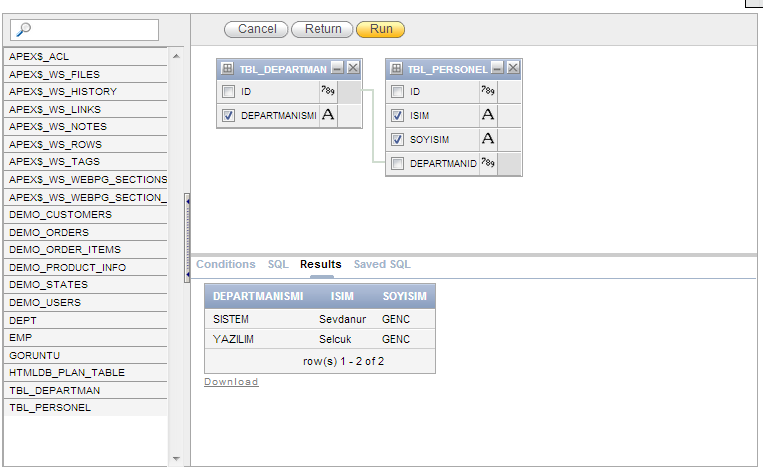 Cancel Return Run
APEX$_ACL
APEX$_WS_FILES
APEX$_WS_HISTORY
APEX$_WS_LINKS
APEX$_WS_NOTES
APEX$_WS_ROWS
APEX$_WS_TAGS
APEX$_WS_WEBPG_SECTIONS
APEX$_WS_WEBPG_SECTION_
DEMO_CUSTOMERS
DEMO_ORDERS
DEMO_ORDER_ITEMS
DEMO_PRODUCT_INFO
DEMO_STATES
DEMO_USERS
DEPT
EMP
GORUNTU
HTMLDB_PLAN_TABLE
TBL_DEPARTMAN
TBL_PERSONEL
TBL_DEPARTMAN
ID 789
DEPARTMANISMI A
TBL_PERSONEL
ID 789
ISIM A
SOYISIM A
DEPARTMANID 789
Conditions SQL Results Saved SQL
DEPARTMANISMI ISIM SOYISIM
SISTEM Sevdanur GENC
YAZILIM Selcuk GENC
row(s) 1 - 2 of 2
Download